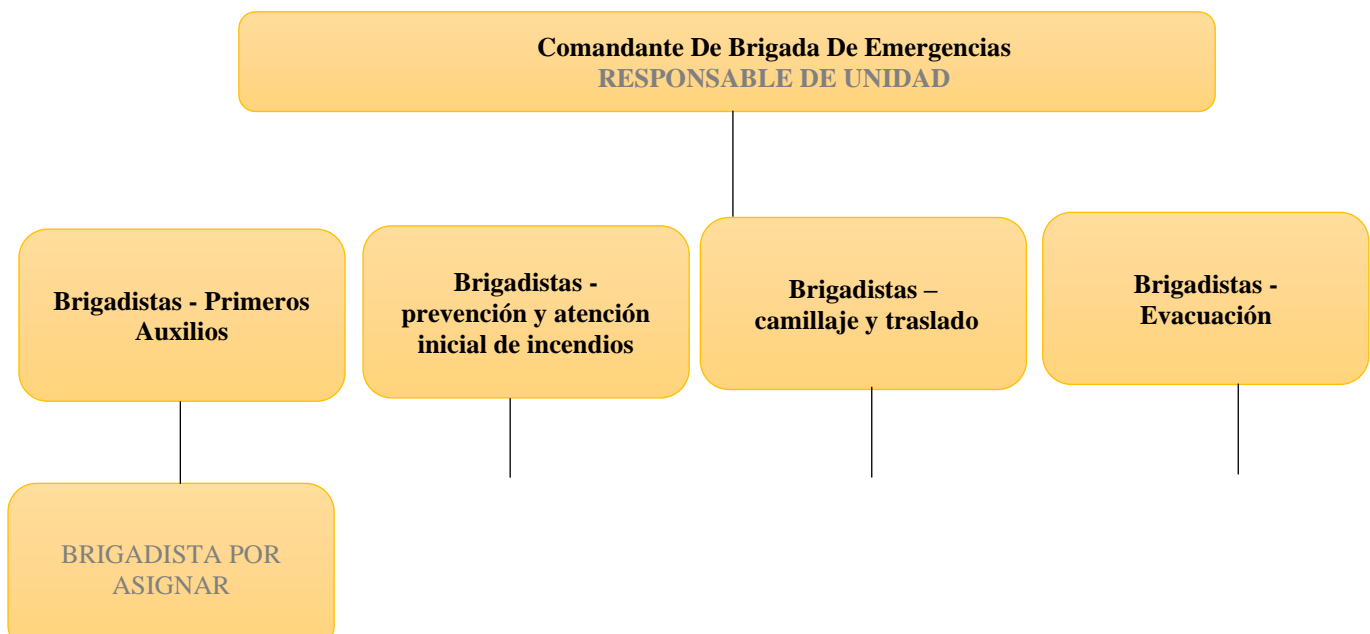 Comandante De Brigada De Emergencias
RESPONSABLE DE UNIDAD
Brigadistas - Primeros
Auxilios
Brigadistas -
prevención y atención
inicial de incendios
Brigadistas –
camillaje y traslado
Brigadistas -
Evacuación
BRIGADISTA POR
ASIGNAR